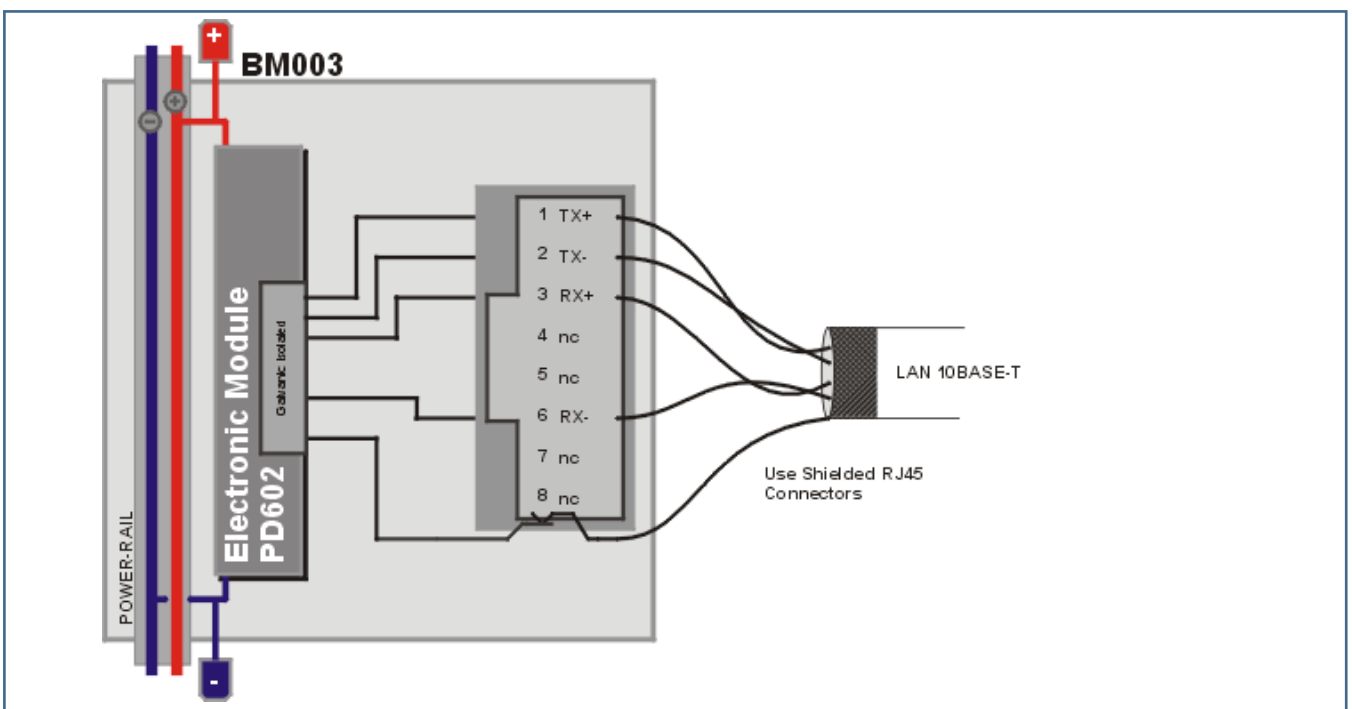 +
BM003
+
-
POWER-RAIL
Electronic Module
PD602
Galvanic Isolated
1 TX+
2 TX-
3 RX+
4 nc
5 nc
6 RX-
7 nc
8 nc
LAN 10BASE-T
Use Shielded RJ45
Connectors
-